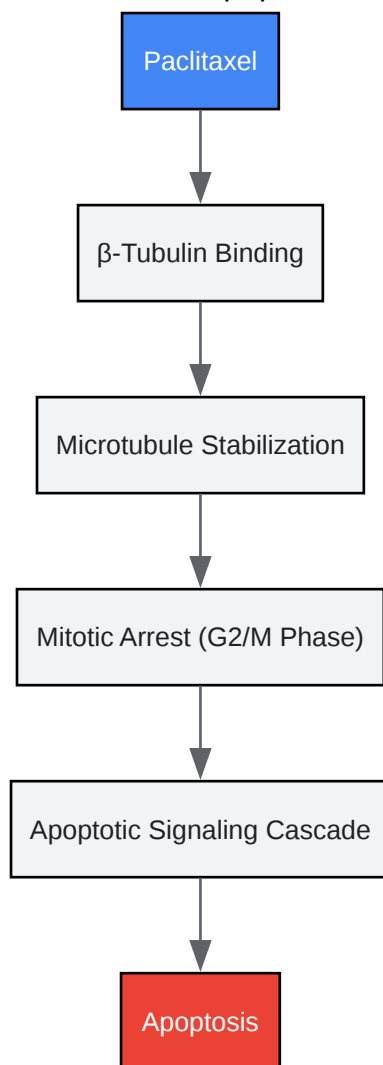 Paclitaxel
β-Tubulin Binding
Microtubule Stabilization
Mitotic Arrest (G2/M Phase)
Apoptotic Signaling Cascade
Apoptosis